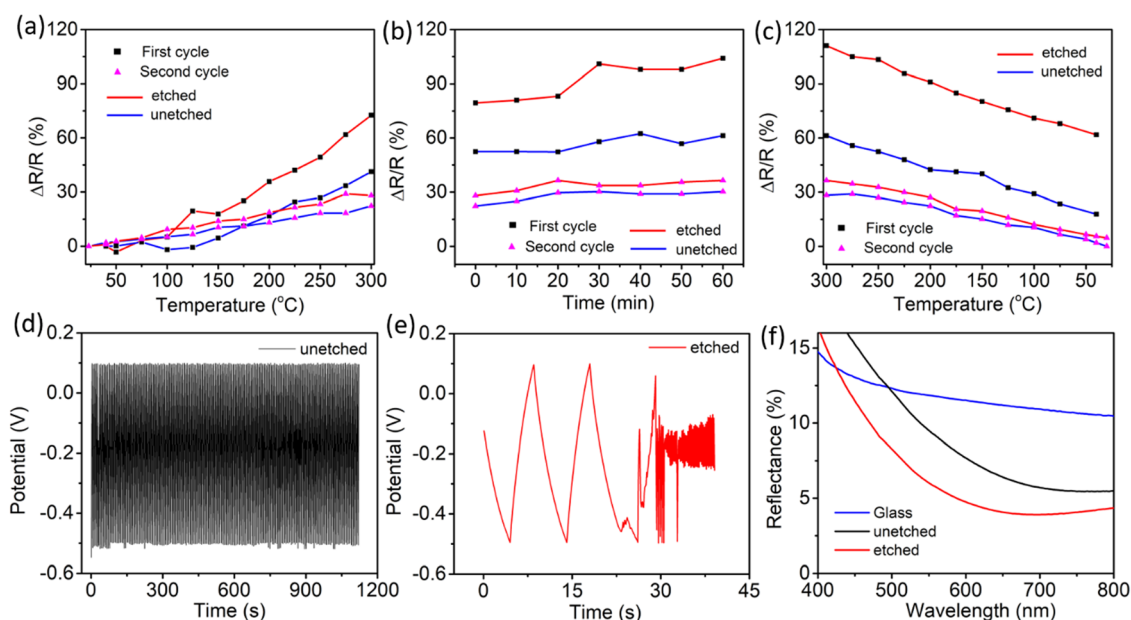 (a)
120
90
60
30
0
ΔR/R (%)
First cycle
Second cycle
etched
unetched
50 100 150 200 250 300
Temperature (°C)
(b)
120
90
60
30
0
ΔR/R (%)
First cycle
Second cycle
etched
unetched
0 10 20 30 40 50 60
Time (min)
(c)
120
90
60
30
0
ΔR/R (%)
etched
unetched
First cycle
Second cycle
300 250 200 150 100 50
Temperature (°C)
(d)
0.2
0.0
-0.2
-0.4
-0.6
Potential (V)
unetched
0 300 600 900 1200
Time (s)
(e)
0.2
0.0
-0.2
-0.4
-0.6
Potential (V)
etched
0 15 30 45
Time (s)
(f)
15
10
5
0
Reflectance (%)
Glass
unetched
etched
400 500 600 700 800
Wavelength (nm)